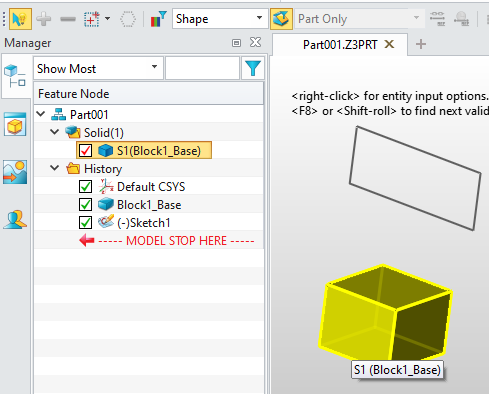 Shape
Part Only
Manager
Part001.Z3PRT
Show Most
Feature Node
<right-click> for entity input options.
<F8> or <Shift-roll> to find next valid
Part001
Solid(1)
S1(Block1_Base)
History
Default CSYS
Block1_Base
(-)Sketch1
----- MODEL STOP HERE -----
S1 (Block1_Base)